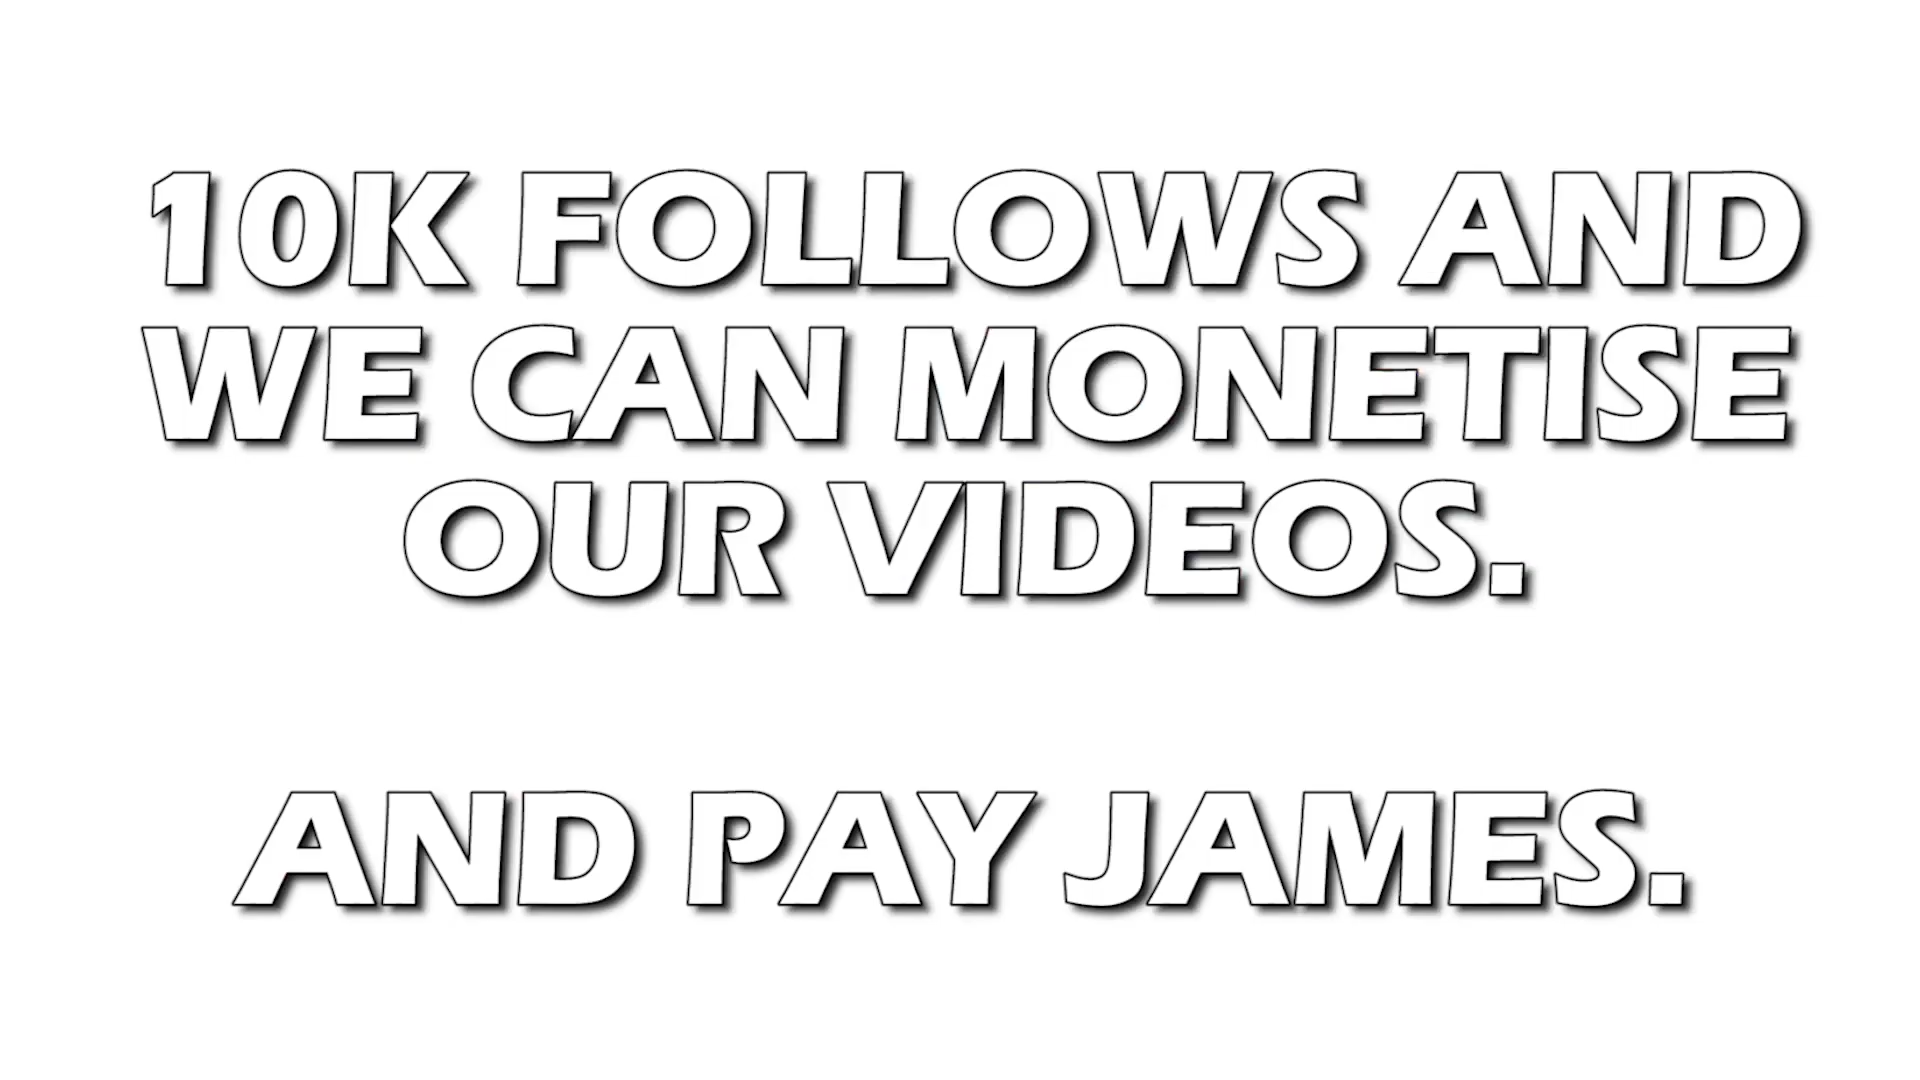 10K FOLLOWS AND
WE CAN MONETISE
OUR VIDEOS.
AND PAY JAMES.